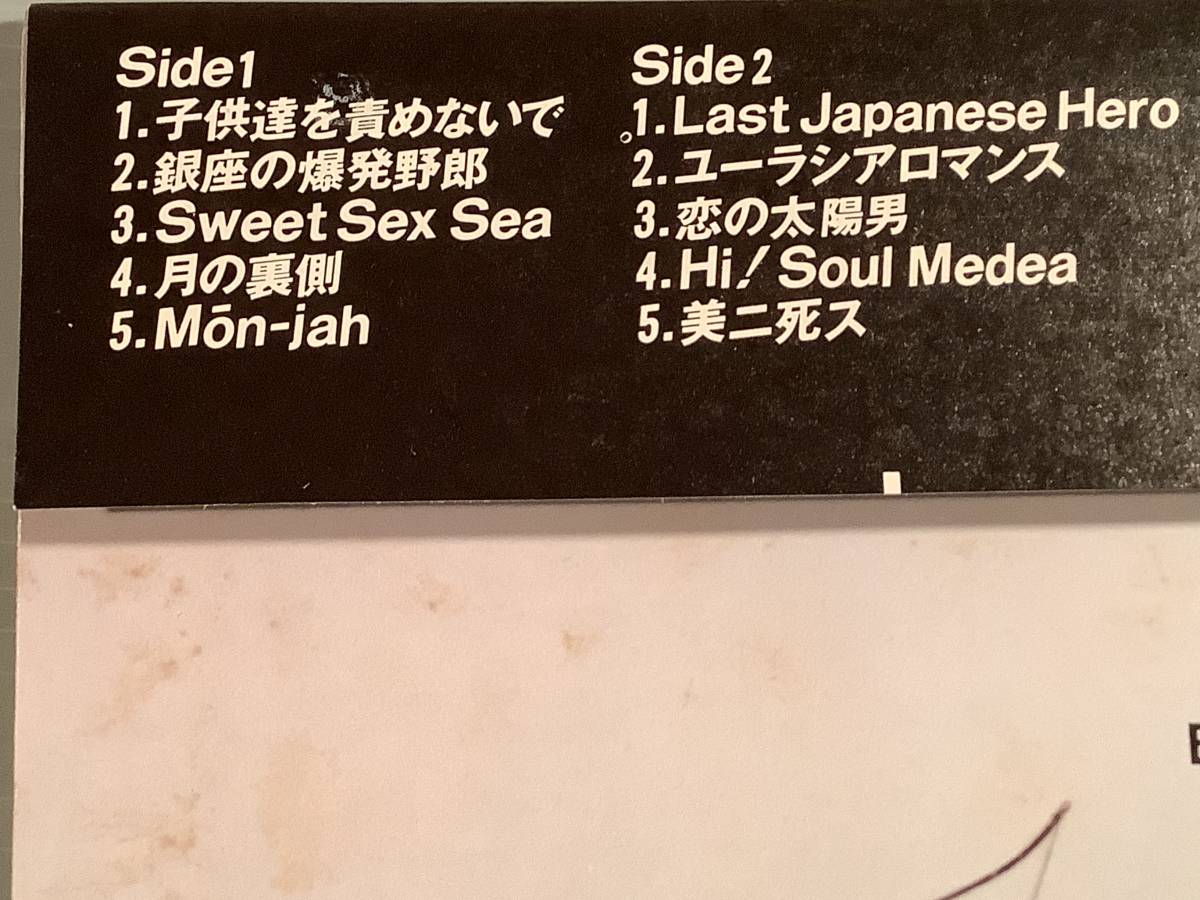 Side1
1.子供達を責めないで
2.銀座の爆発野郎
3.Sweet Sex Sea
4.月の裏側
5.Mōn-jah
Side2
1.Last Japanese Hero
2.ユーラシアロマンス
3.恋の太陽男
4.Hi! Soul Medea
5.美ニ死ス